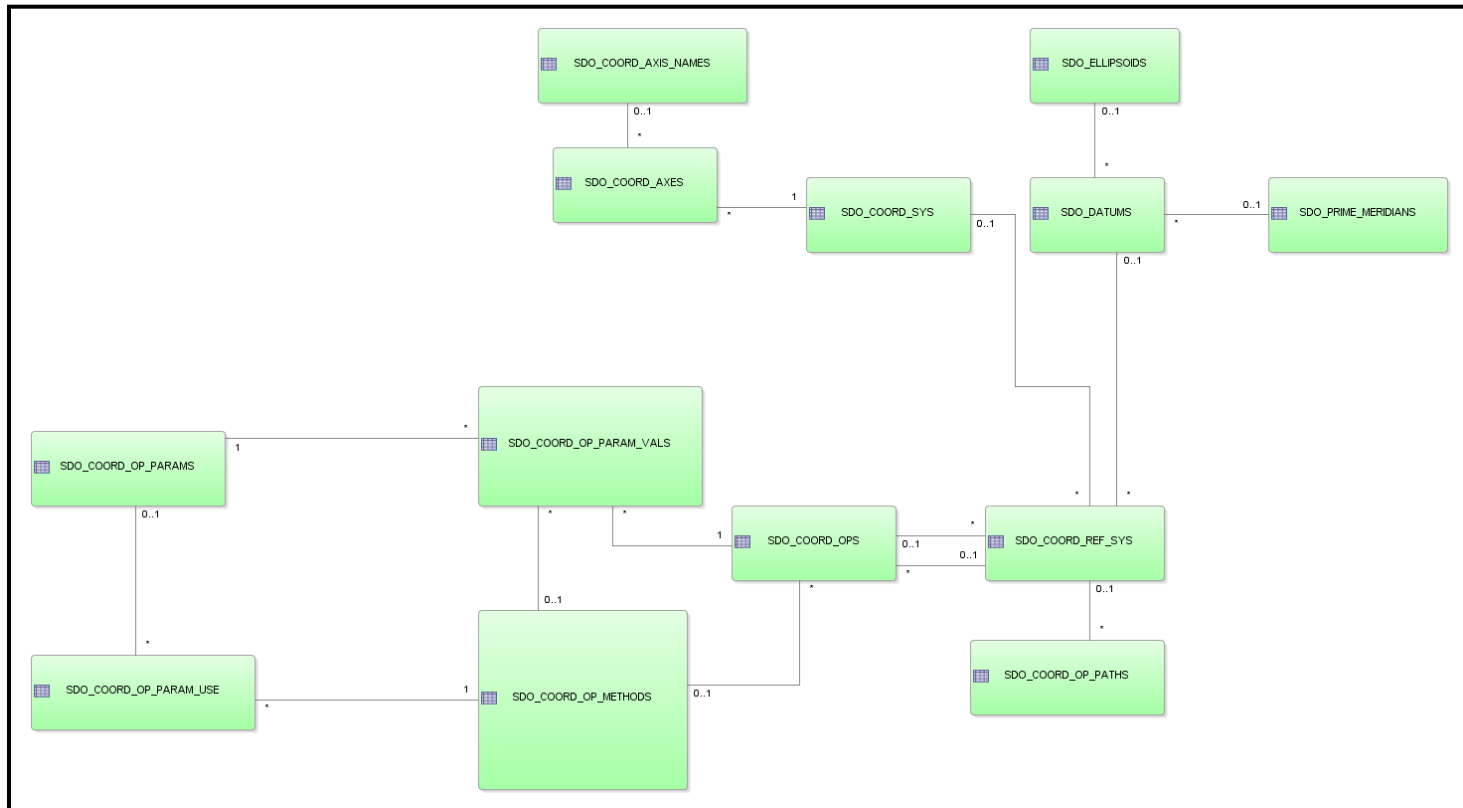 SDO_COORD_AXIS_NAMES
SDO_ELLIPSOIDS
0..1
0..1
*
*
SDO_COORD_AXES
SDO_COORD_SYS
SDO_DATUMS
SDO_PRIME_MERIDIANS
1
*
0..1
0..1
*
0..1
SDO_COORD_OP_PARAM_VALS
SDO_COORD_OP_PARAMS
*
1
*
*
0..1
*
*
SDO_COORD_OPS
SDO_COORD_REF_SYS
1
*
0..1
0..1
*
*
0..1
0..1
*
*
SDO_COORD_OP_PARAM_USE
SDO_COORD_OP_METHODS
SDO_COORD_OP_PATHS
1
*
0..1